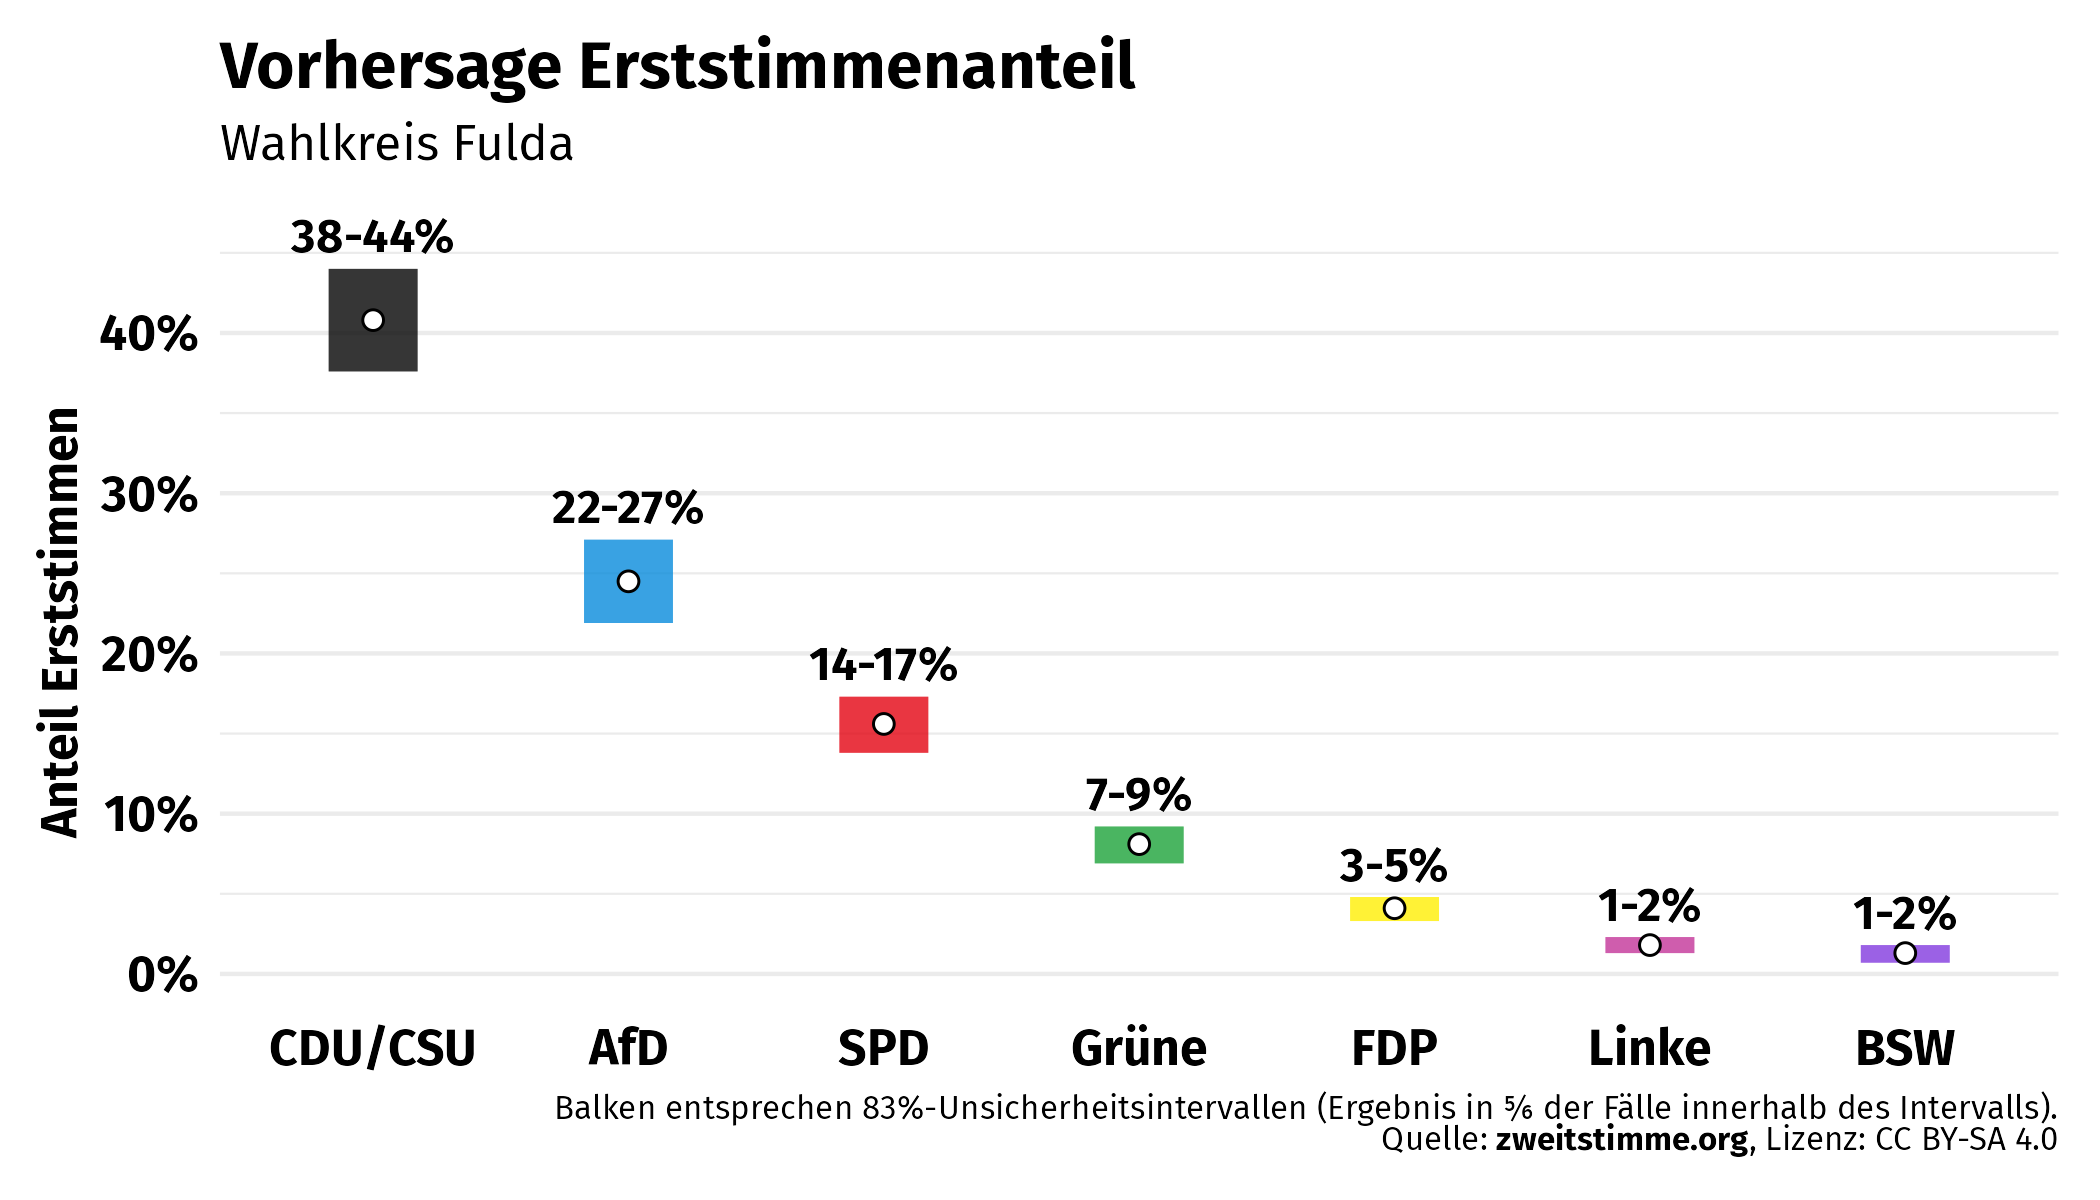 Vorhersage Erststimmenanteil
Wahlkreis Fulda
Anteil Erststimmen
40%
30%
20%
10%
0%
38-44%
22-27%
14-17%
7-9%
3-5%
1-2%
1-2%
CDU/CSU
AfD
SPD
Grüne
FDP
Linke
BSW
Balken entsprechen 83%-Unsicherheitsintervallen (Ergebnis in ⅚ der Fälle innerhalb des Intervalls).
Quelle: zweitstimme.org, Lizenz: CC BY-SA 4.0